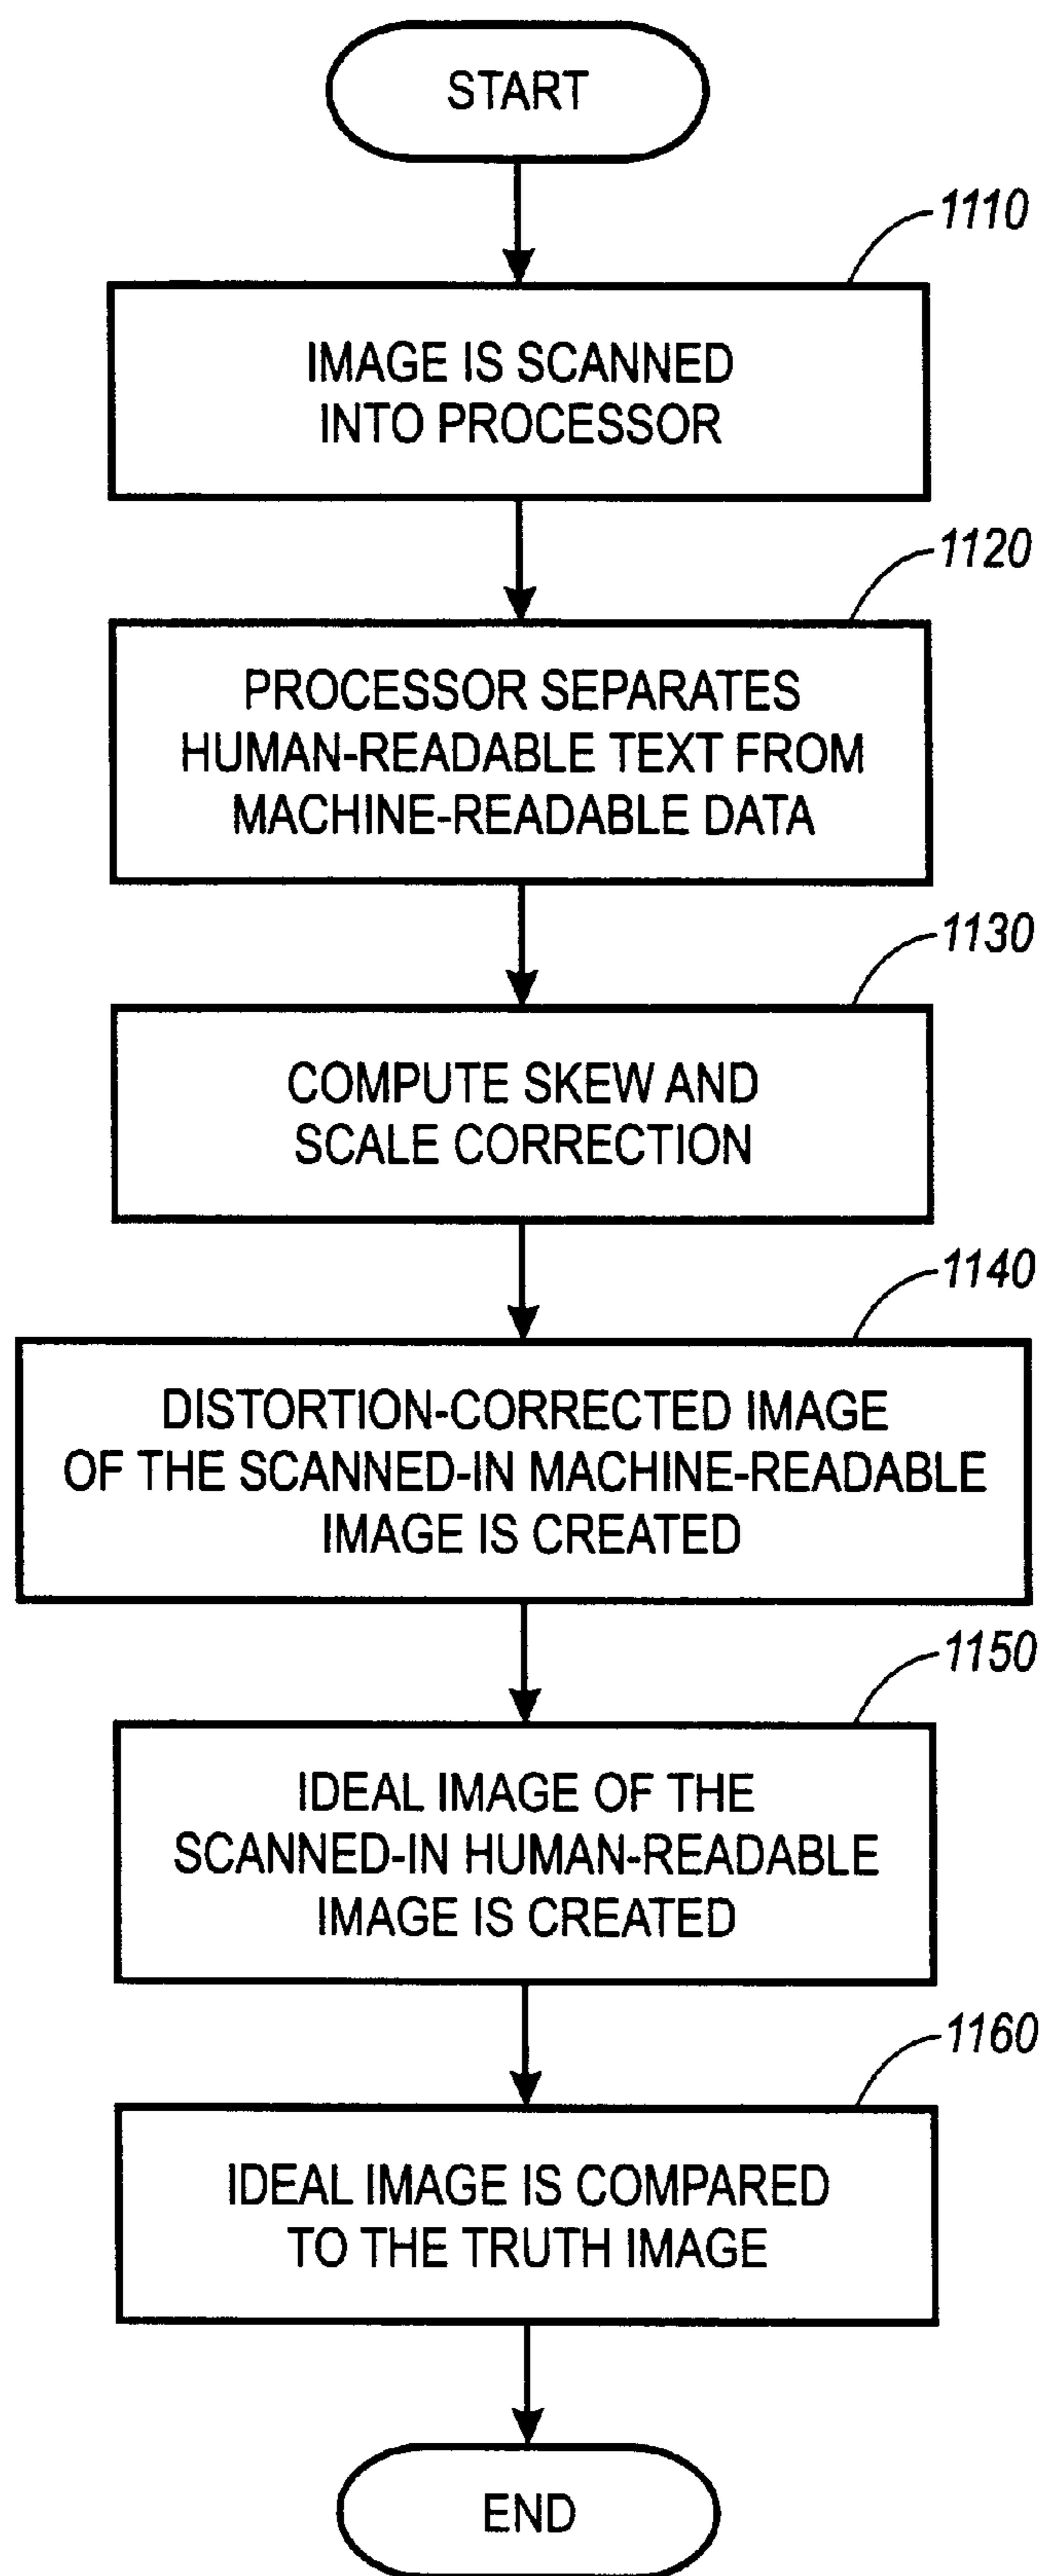 START
1110
IMAGE IS SCANNED
INTO PROCESSOR
1120
PROCESSOR SEPARATES
HUMAN-READABLE TEXT FROM
MACHINE-READABLE DATA
1130
COMPUTE SKEW AND
SCALE CORRECTION
1140
DISTORTION-CORRECTED IMAGE
OF THE SCANNED-IN MACHINE-READABLE
IMAGE IS CREATED
1150
IDEAL IMAGE OF THE
SCANNED-IN HUMAN-READABLE
IMAGE IS CREATED
1160
IDEAL IMAGE IS COMPARED
TO THE TRUTH IMAGE
END